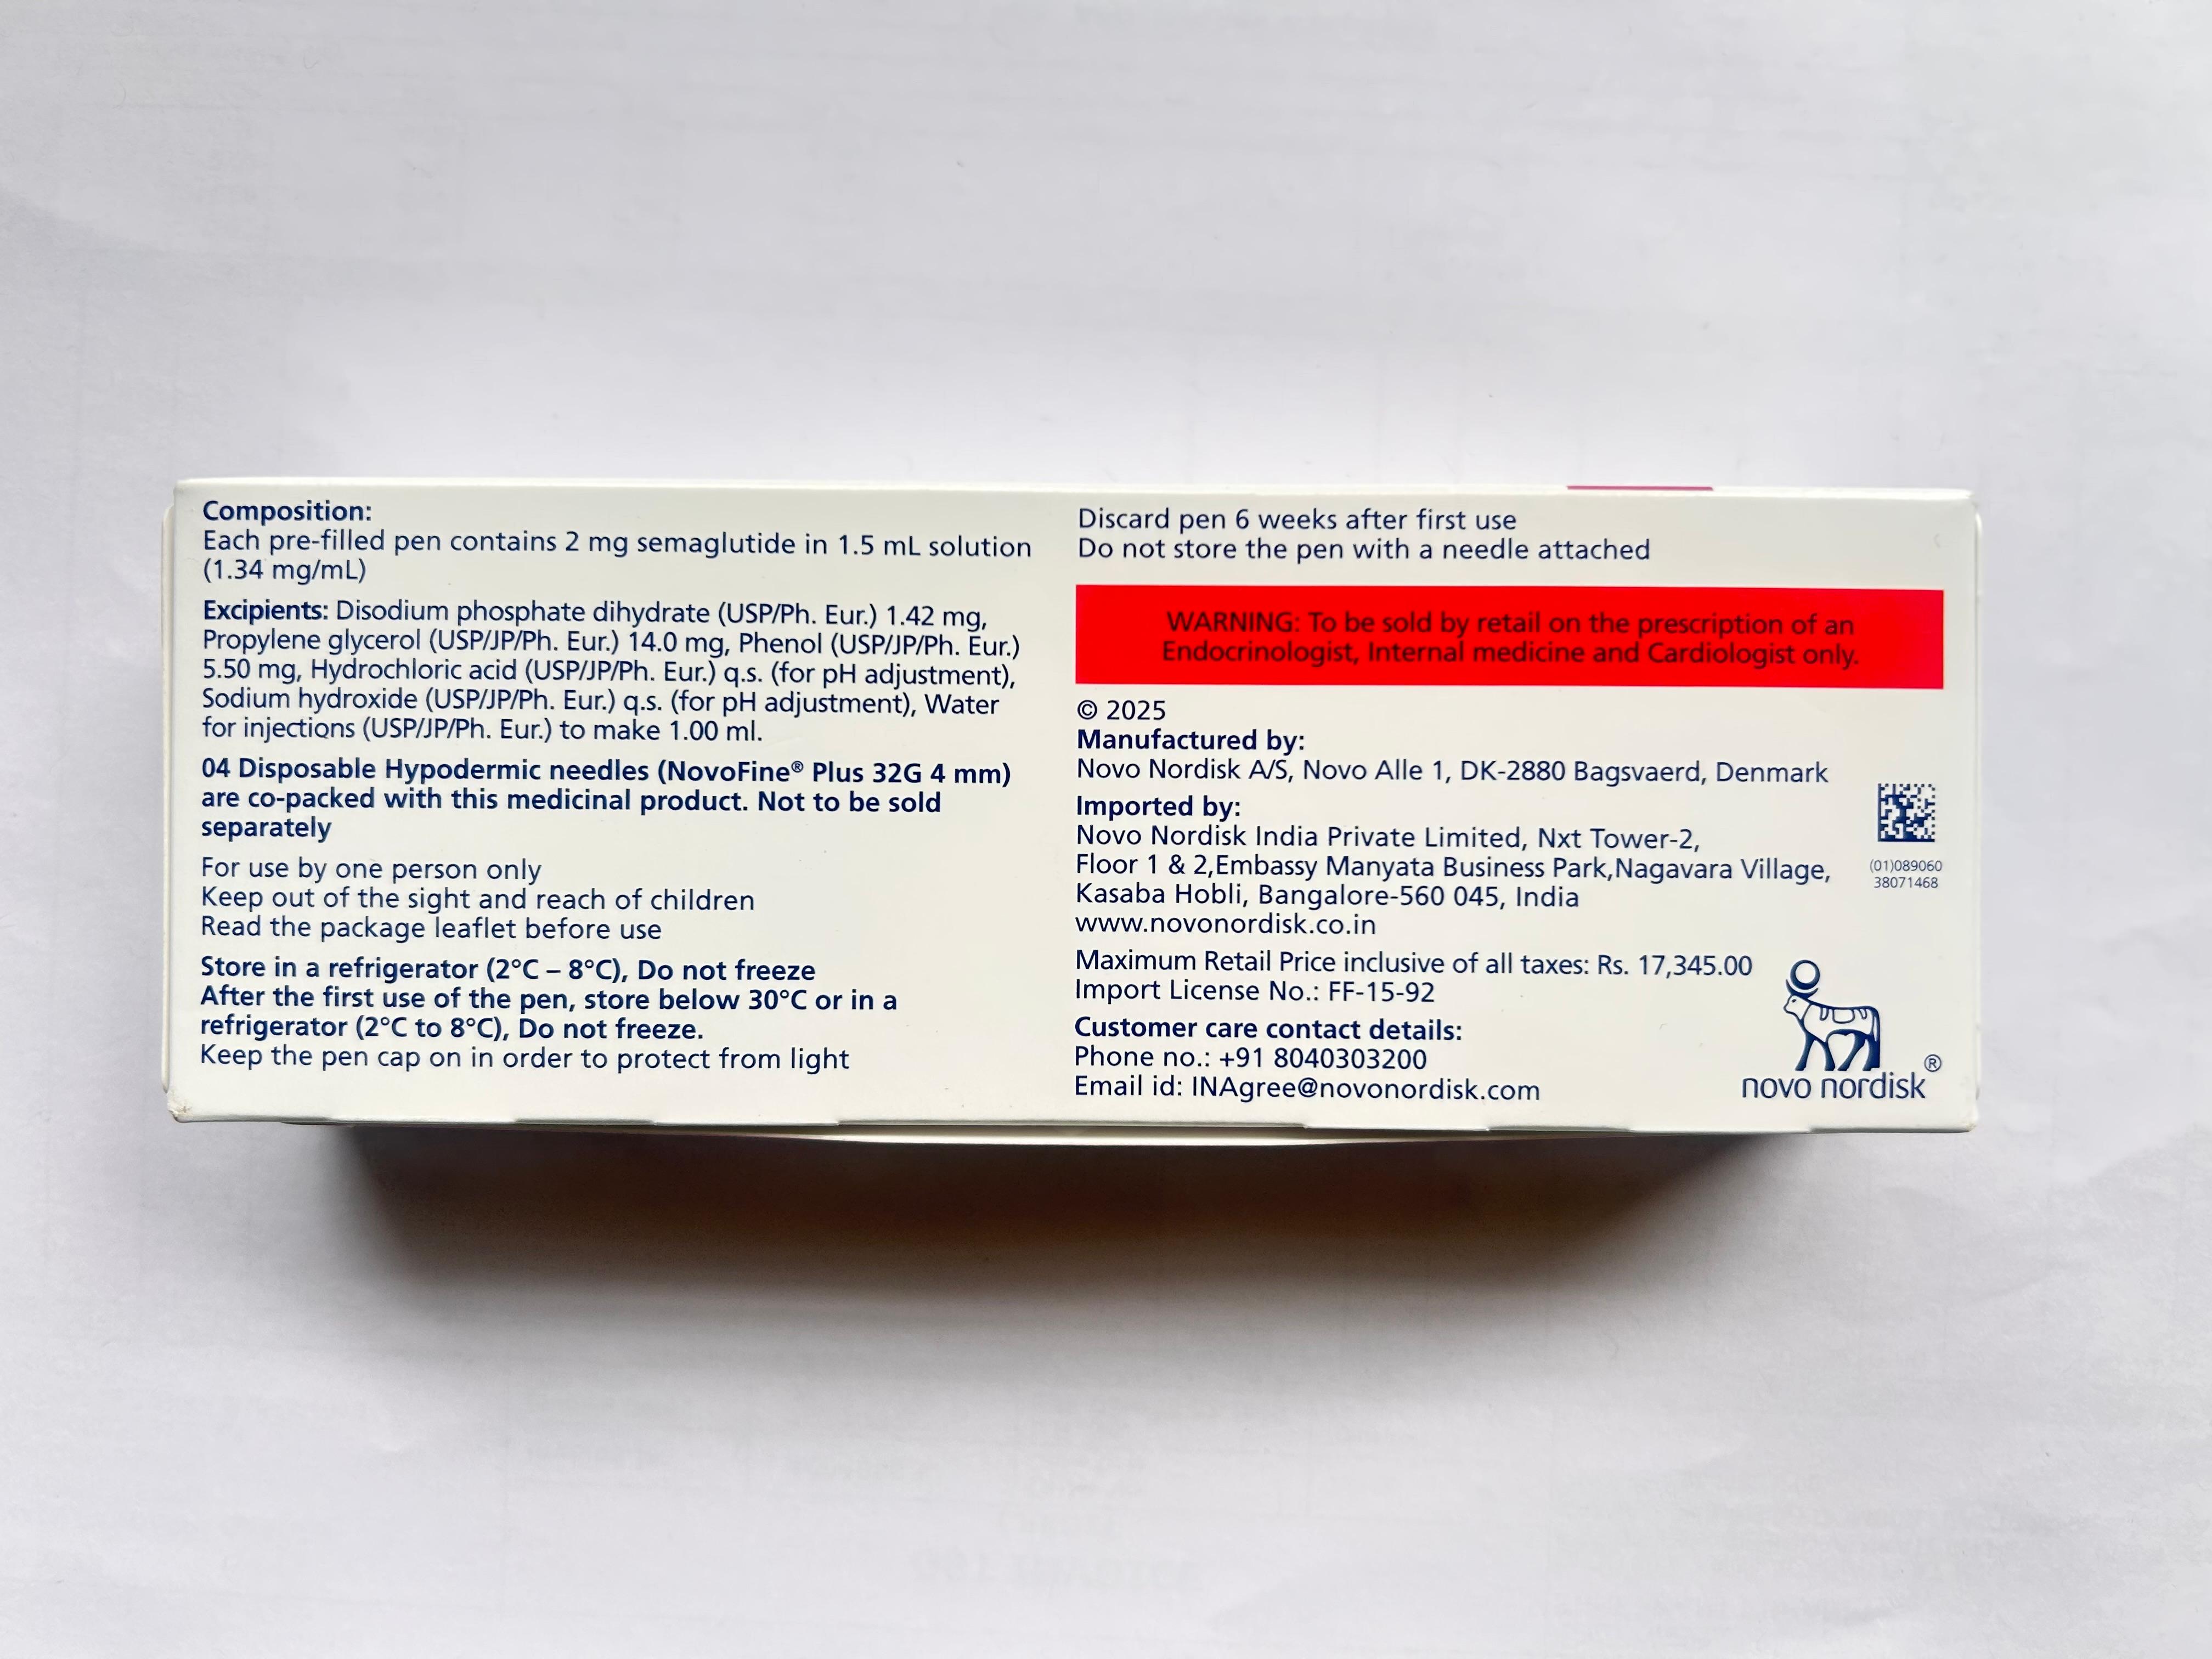 Composition:
Each pre-filled pen contains 2 mg semaglutide in 1.5 mL solution
(1.34 mg/mL)
Excipients: Disodium phosphate dihydrate (USP/Ph. Eur.) 1.42 mg,
Propylene glycerol (USP/JP/Ph. Eur.) 14.0 mg, Phenol (USP/JP/Ph. Eur.)
5.50 mg, Hydrochloric acid (USP/JP/Ph. Eur.) q.s. (for pH adjustment),
Sodium hydroxide (USP/JP/Ph. Eur.) q.s. (for pH adjustment), Water
for injections (USP/JP/Ph. Eur.) to make 1.00 ml.
04 Disposable Hypodermic needles (NovoFine® Plus 32G 4 mm)
are co-packed with this medicinal product. Not to be sold
separately
For use by one person only
Keep out of the sight and reach of children
Read the package leaflet before use
Store in a refrigerator (2°C – 8°C), Do not freeze
After the first use of the pen, store below 30°C or in a
refrigerator (2°C to 8°C), Do not freeze.
Keep the pen cap on in order to protect from light
Discard pen 6 weeks after first use
Do not store the pen with a needle attached
WARNING: To be sold by retail on the prescription of an
Endocrinologist, Internal medicine and Cardiologist only.
© 2025
Manufactured by:
Novo Nordisk A/S, Novo Alle 1, DK-2880 Bagsvaerd, Denmark
Imported by:
Novo Nordisk India Private Limited, Nxt Tower-2,
Floor 1 & 2,Embassy Manyata Business Park,Nagavara Village,
Kasaba Hobli, Bangalore-560 045, India
www.novonordisk.co.in
(01)089060
38071468
Maximum Retail Price inclusive of all taxes: Rs. 17,345.00
Import License No.: FF-15-92
Customer care contact details:
Phone no.: +91 8040303200
Email id: INAgree@novonordisk.com
novo nordisk®